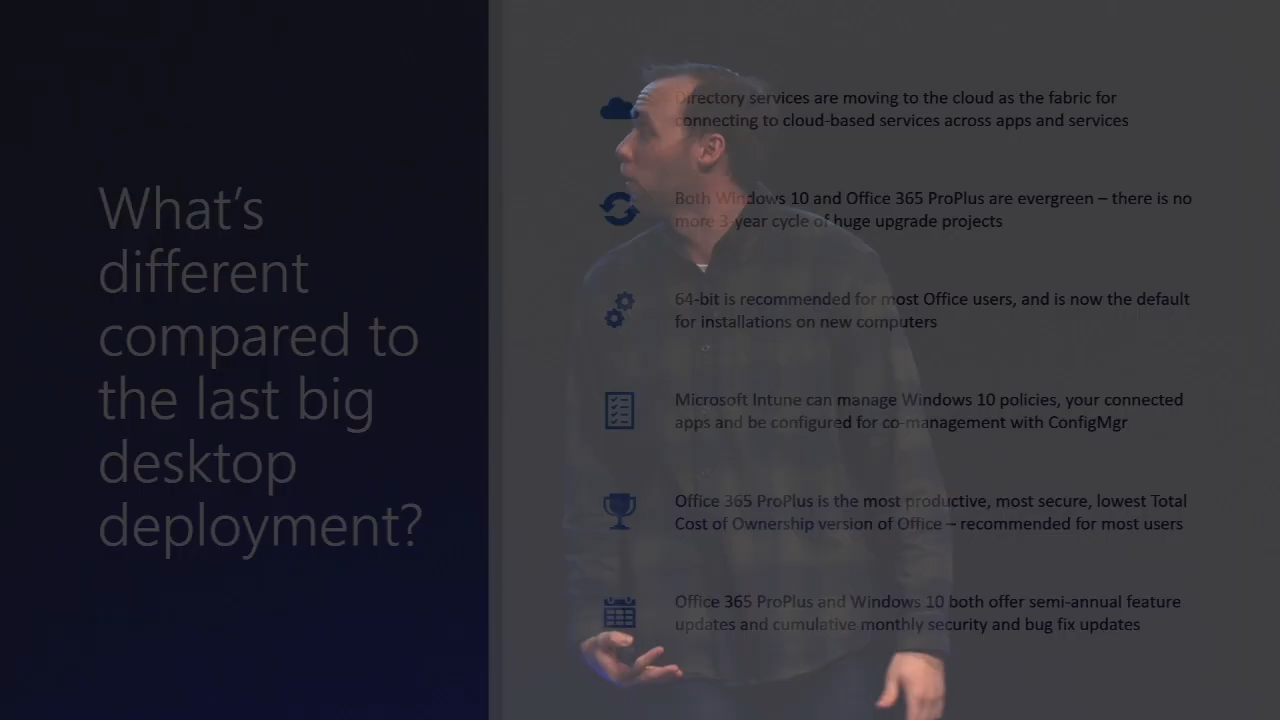 What's
different
compared to
the last big
desktop
deployment?
Directory services are moving to the cloud as the fabric for
connecting to cloud-based services across apps and services
Both Windows 10 and Office 365 ProPlus are evergreen – there is no
more 3-year cycle of huge upgrade projects
64-bit is recommended for most Office users, and is now the default
for installations on new computers
Microsoft Intune can manage Windows 10 policies, your connected
apps and be configured for co-management with ConfigMgr
Office 365 ProPlus is the most productive, most secure, lowest Total
Cost of Ownership version of Office – recommended for most users
Office 365 ProPlus and Windows 10 both offer semi-annual feature
updates and cumulative monthly security and bug fix updates